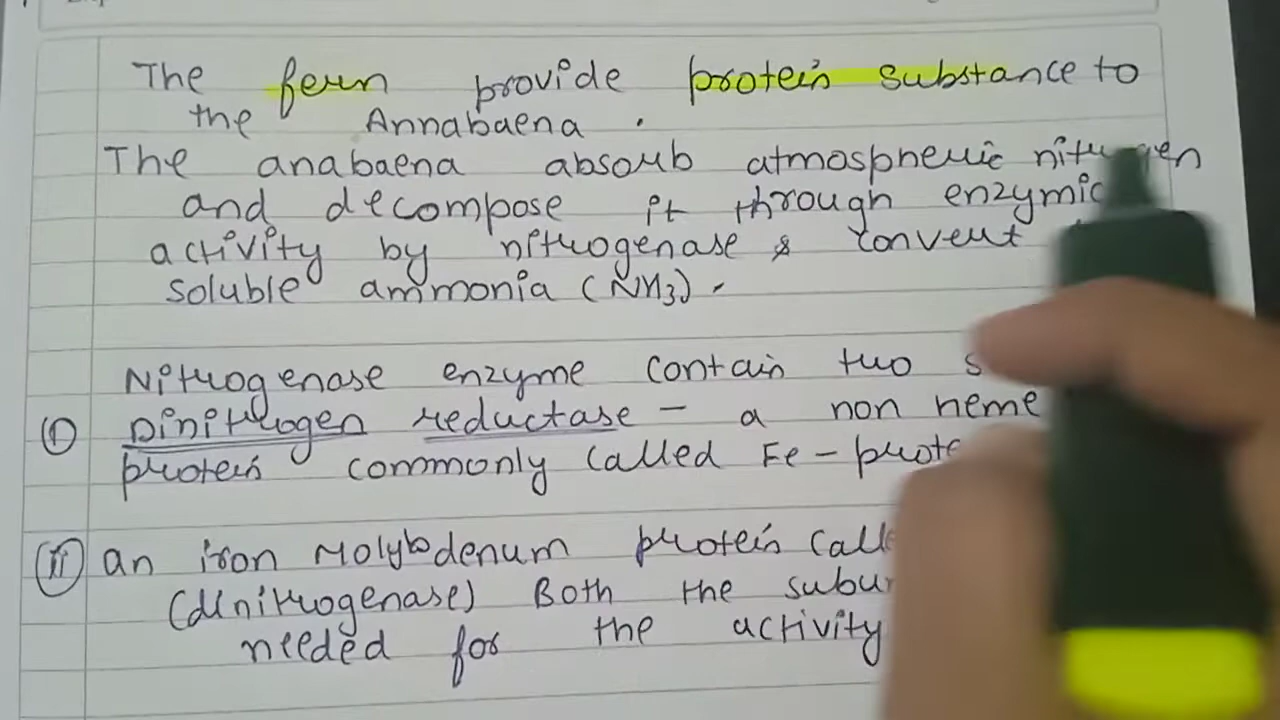 The fern provide protein substance to
the Annabaena .
The anabaena absorb atmospheric nitrogen
and decompose it through enzymic
activity by nitrogenase & convert
soluble ammonia (NH3).
Nitrogenase enzyme contain two
(I) Dinitrogen reductase - a non heme
protein commonly called Fe-
(II) an iron Molybdenum protein
(dinitrogenase) Both the
needed for the activity